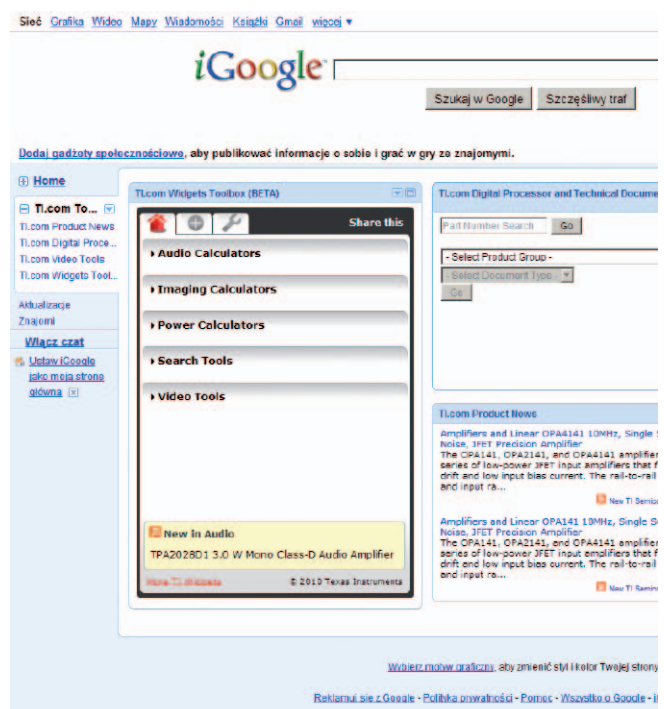 Sieć Grafika Wideo Mapy Wiadomości Książki Gmail więcej ▼
iGoogle
Szukaj w Google Szczęśliwy traf
Dodaj gadżety społecznościowe, aby publikować informacje o sobie i grać w gry ze znajomymi.
Home
TI.com To...
TI.com Product News
TI.com Digital Proce...
TI.com Video Tools
TI.com Widgets Tool...
Aktualizacje
Znajomi
Włącz czat
Ustaw iGoogle
jako moją stronę
główną
TI.com Widgets Toolbox (BETA)
Share this
Audio Calculators
Imaging Calculators
Power Calculators
Search Tools
Video Tools
New in Audio
TPA2028D1 3.0 W Mono Class-D Audio Amplifier
More TI Widgets © 2010 Texas Instruments
TI.com Digital Processor and Technical Docume
Part Number Search Go
- Select Product Group -
- Select Document Type -
Go
TI.com Product News
Amplifiers and Linear OPA4141 10MHz, Single S
Noise, JFET Precision Amplifier
The OPA141, OPA2141, and OPA4141 amplifier
series of low-power JFET input amplifiers that f
drift and low input bias current. The rail-to-rail
and input ra...
New TI Semic
Amplifiers and Linear OPA141 10MHz, Single Su
Noise, JFET Precision Amplifier
The OPA141, OPA2141, and OPA4141 amplifier
series of low-power JFET input amplifiers that f
drift and low input bias current. The rail-to-rail
and input ra...
New TI Semic
Wybierz motyw graficzny, aby zmienić styl i kolor Twojej strony
Reklamuj się z Google - Polityka prywatności - Pomoc - Wszystko o Google - i